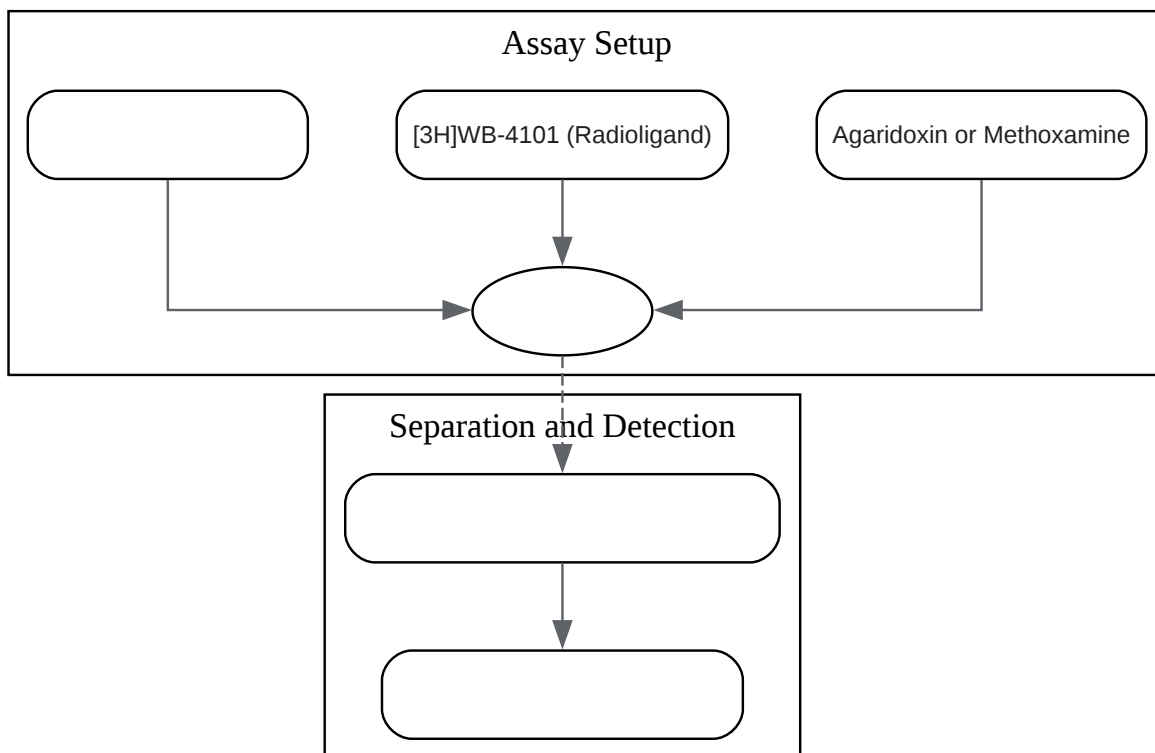 Assay Setup
[3H]WB-4101 (Radioligand)
Agaridoxin or Methoxamine
Separation and Detection